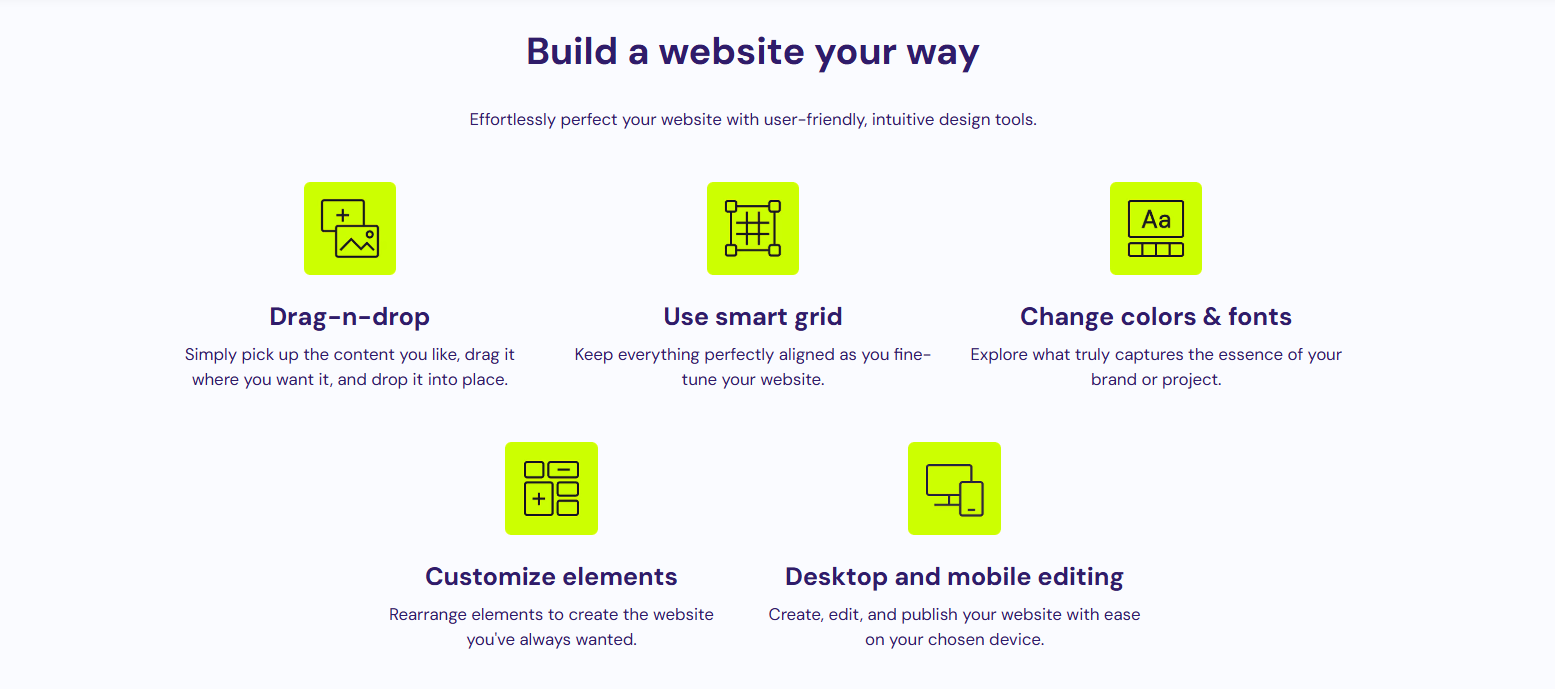 Build a website your way
Effortlessly perfect your website with user-friendly, intuitive design tools.
Aa
Drag-n-drop
Simply pick up the content you like, drag it
where you want it, and drop it into place.
Use smart grid
Keep everything perfectly aligned as you fine-
tune your website.
Change colors & fonts
Explore what truly captures the essence of your
brand or project.
Customize elements
Rearrange elements to create the website
you've always wanted.
Desktop and mobile editing
Create, edit, and publish your website with ease
on your chosen device.